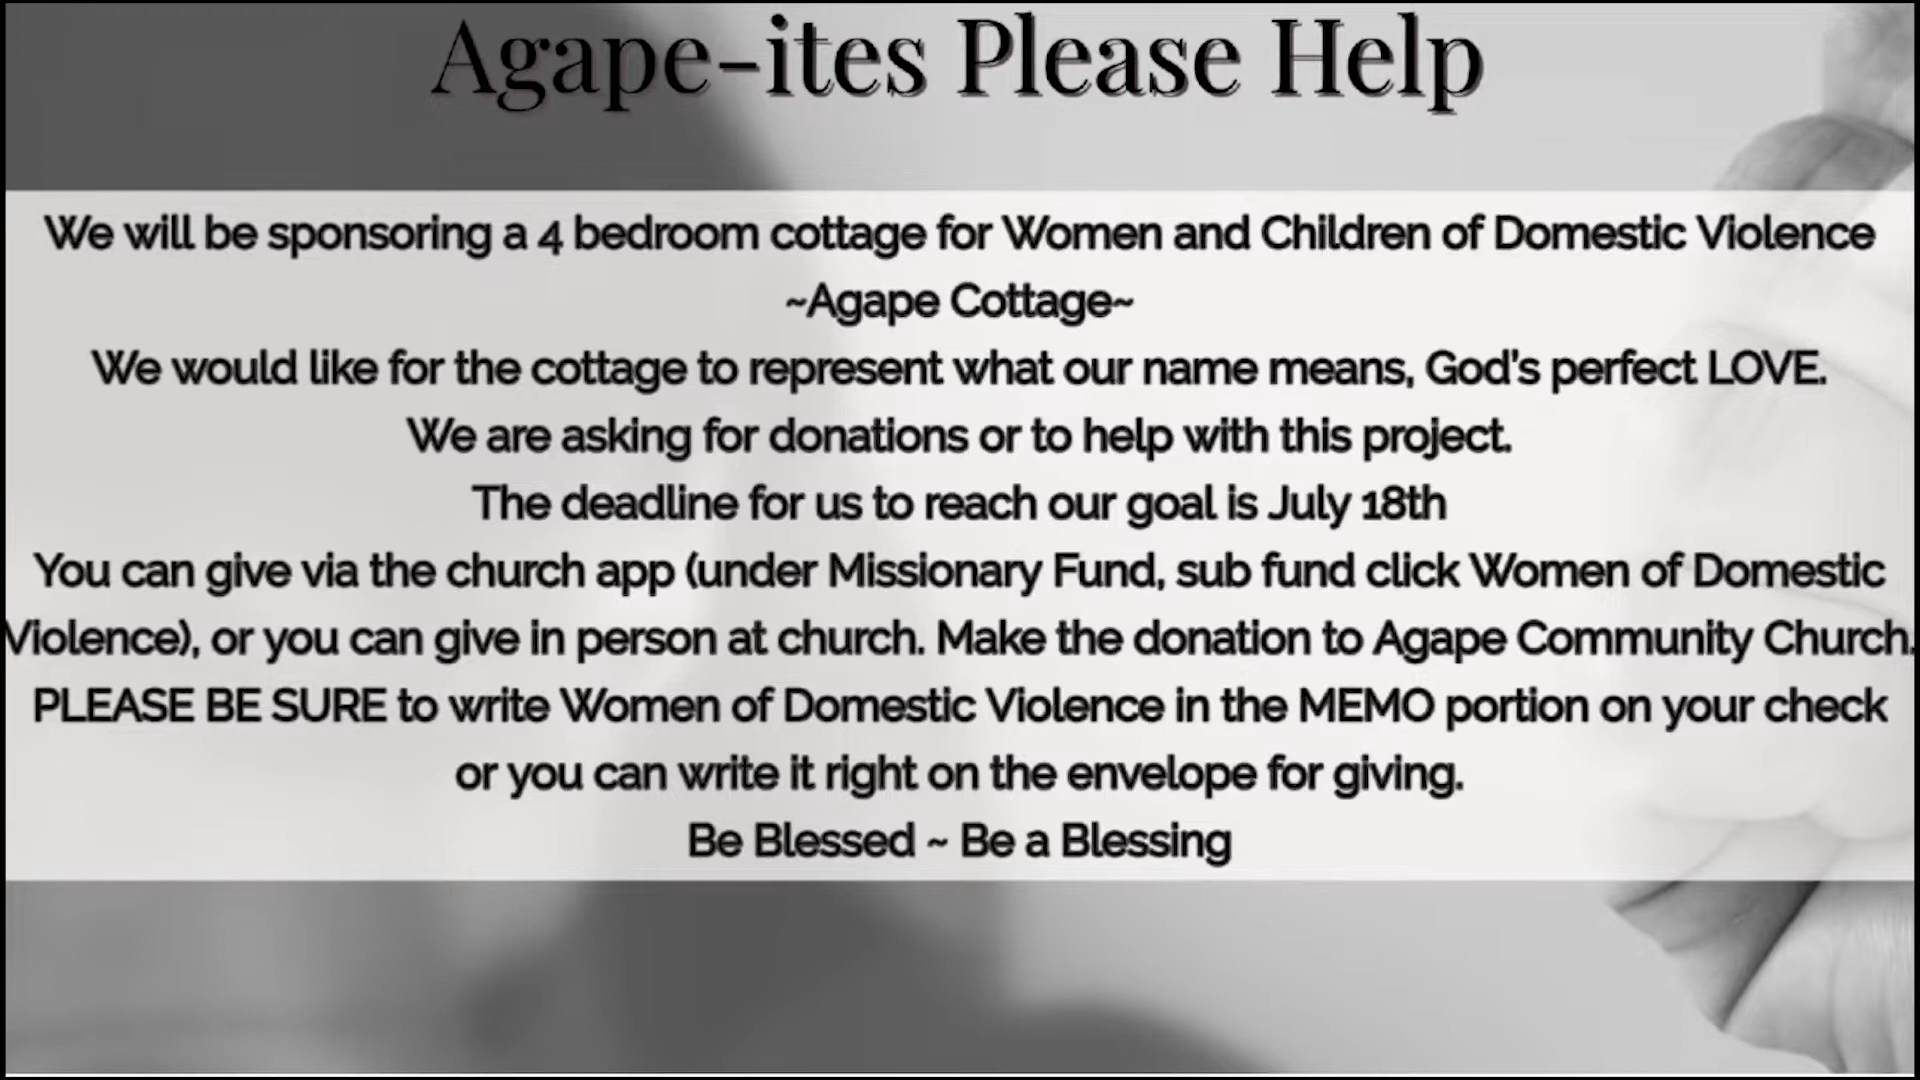 Agape-ites Please Help
We will be sponsoring a 4 bedroom cottage for Women and Children of Domestic Violence
~Agape Cottage~
We would like for the cottage to represent what our name means, God's perfect LOVE.
We are asking for donations or to help with this project.
The deadline for us to reach our goal is July 18th
You can give via the church app (under Missionary Fund, sub fund click Women of Domestic
Violence), or you can give in person at church. Make the donation to Agape Community Church.
PLEASE BE SURE to write Women of Domestic Violence in the MEMO portion on your check
or you can write it right on the envelope for giving.
Be Blessed ~ Be a Blessing